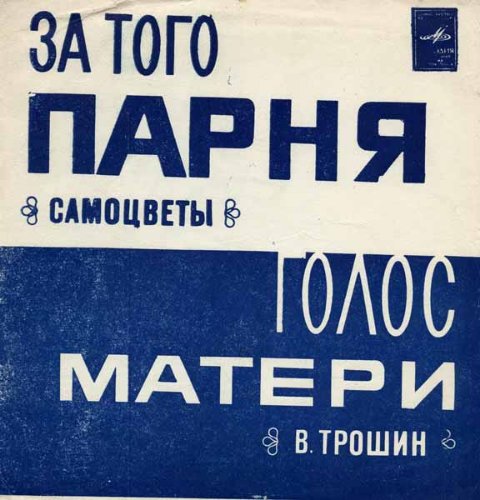 ЗА ТОГО
ПАРНЯ
САМОЦВЕТЫ
ГОЛОС
МАТЕРИ
В. ТРОШИН